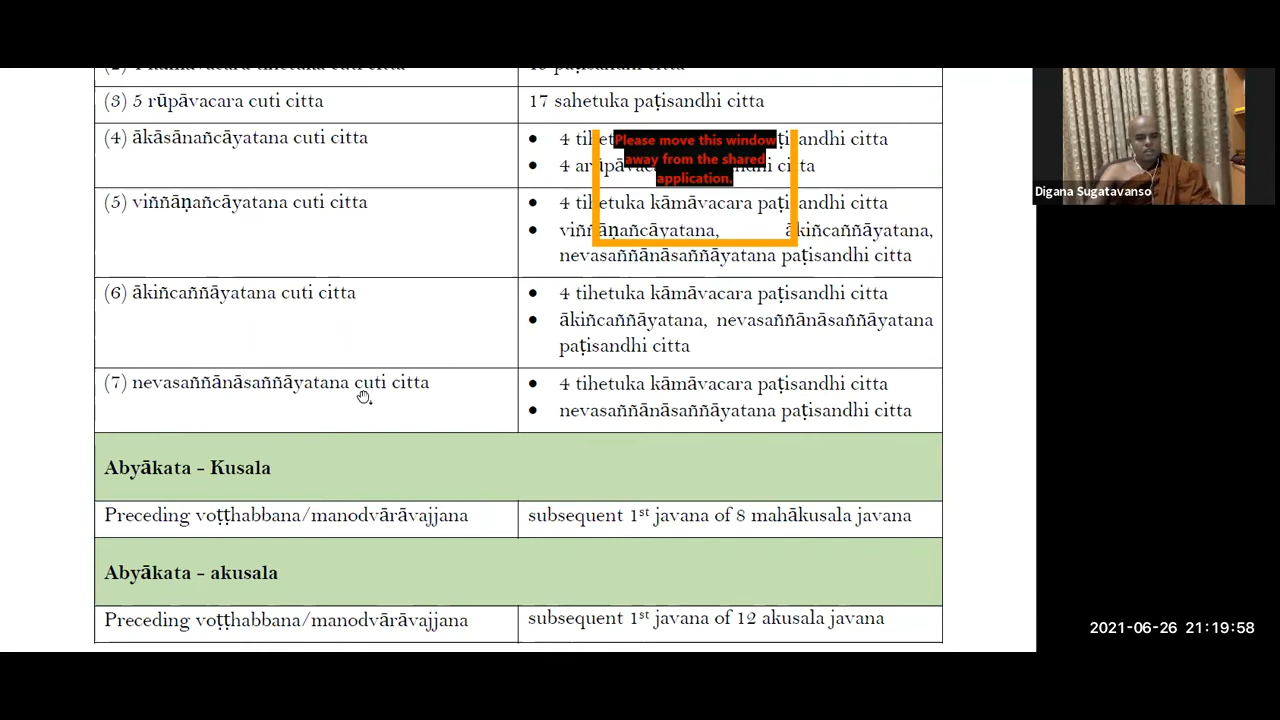 (3) 5 rūpāvacara cuti citta
17 sahetuka paṭisandhi citta
(4) ākāsānañcāyatana cuti citta
• 4 paṭisandhi citta
• 4 citta
Please move this window
away from the shared
application.
(5) viññāṇañcāyatana cuti citta
• 4 tihetuka kāmāvacara paṭisandhi citta
• viññāṇañcāyatana, ākiñcaññāyatana,
nevasaññānāsaññāyatana paṭisandhi citta
(6) ākiñcaññāyatana cuti citta
• 4 tihetuka kāmāvacara paṭisandhi citta
• ākiñcaññāyatana, nevasaññānāsaññāyatana
paṭisandhi citta
(7) nevasaññānāsaññāyatana cuti citta
• 4 tihetuka kāmāvacara paṭisandhi citta
• nevasaññānāsaññāyatana paṭisandhi citta
Abyākata – Kusala
Preceding voṭṭhabbana/manodvārāvajjana
subsequent 1st javana of 8 mahākusala javana
Abyākata – akusala
Preceding voṭṭhabbana/manodvārāvajjana
subsequent 1st javana of 12 akusala javana
Digana Sugatavanso
2021-06-26 21:19:58